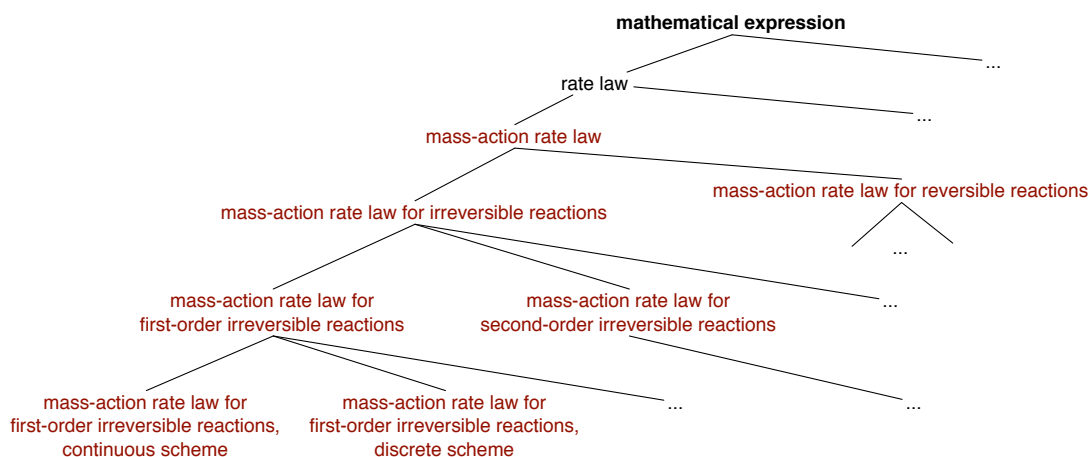 mathematical expression
...
rate law
...
mass-action rate law
mass-action rate law for reversible reactions
mass-action rate law for irreversible reactions
...
mass-action rate law for
first-order irreversible reactions
mass-action rate law for
second-order irreversible reactions
...
mass-action rate law for
first-order irreversible reactions,
continuous scheme
mass-action rate law for
first-order irreversible reactions,
discrete scheme
...
...